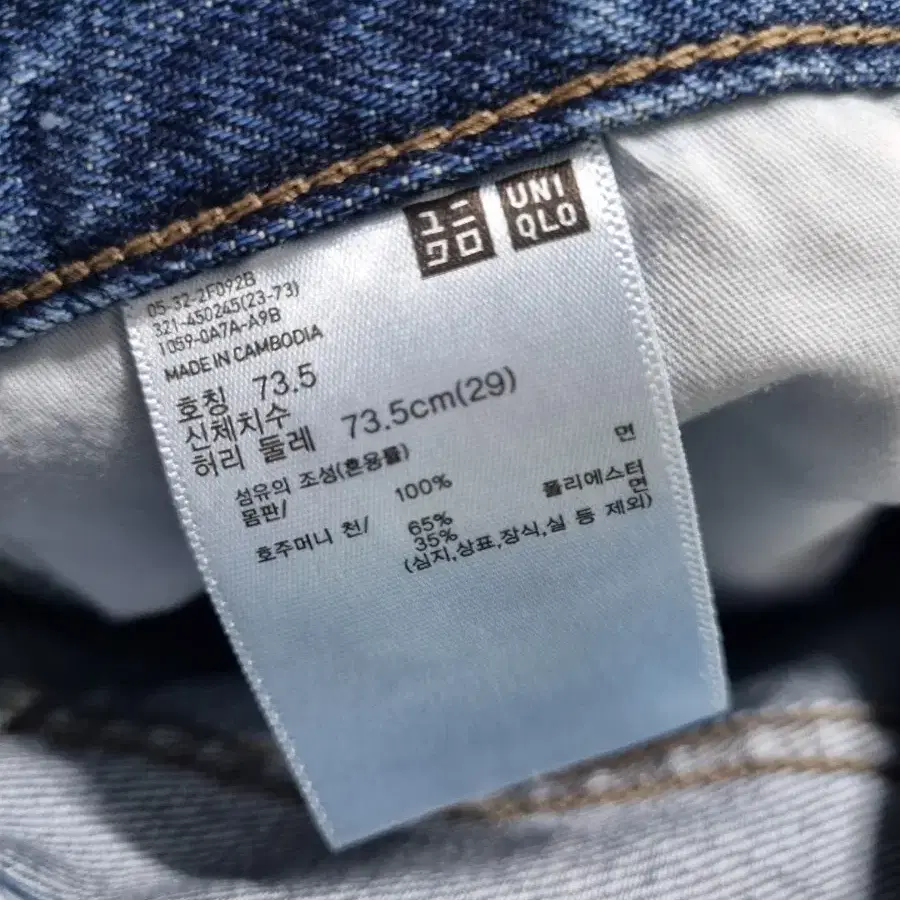 ユニ
クロ
UNI
QLO
05-32-2F092B
321-450245(23-73)
1059-0A7A-A9B
MADE IN CAMBODIA
호칭 73.5
신체치수
허리 둘레 73.5cm(29)
섬유의 조성(혼용률)
몸판/ 100% 면
호주머니 천/ 65% 폴리에스터
35% 면
(심지,상표,장식,실 등 제외)